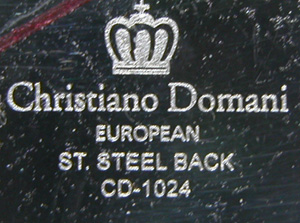 Christiano Domani
EUROPEAN
ST. STEEL BACK
CD-1024